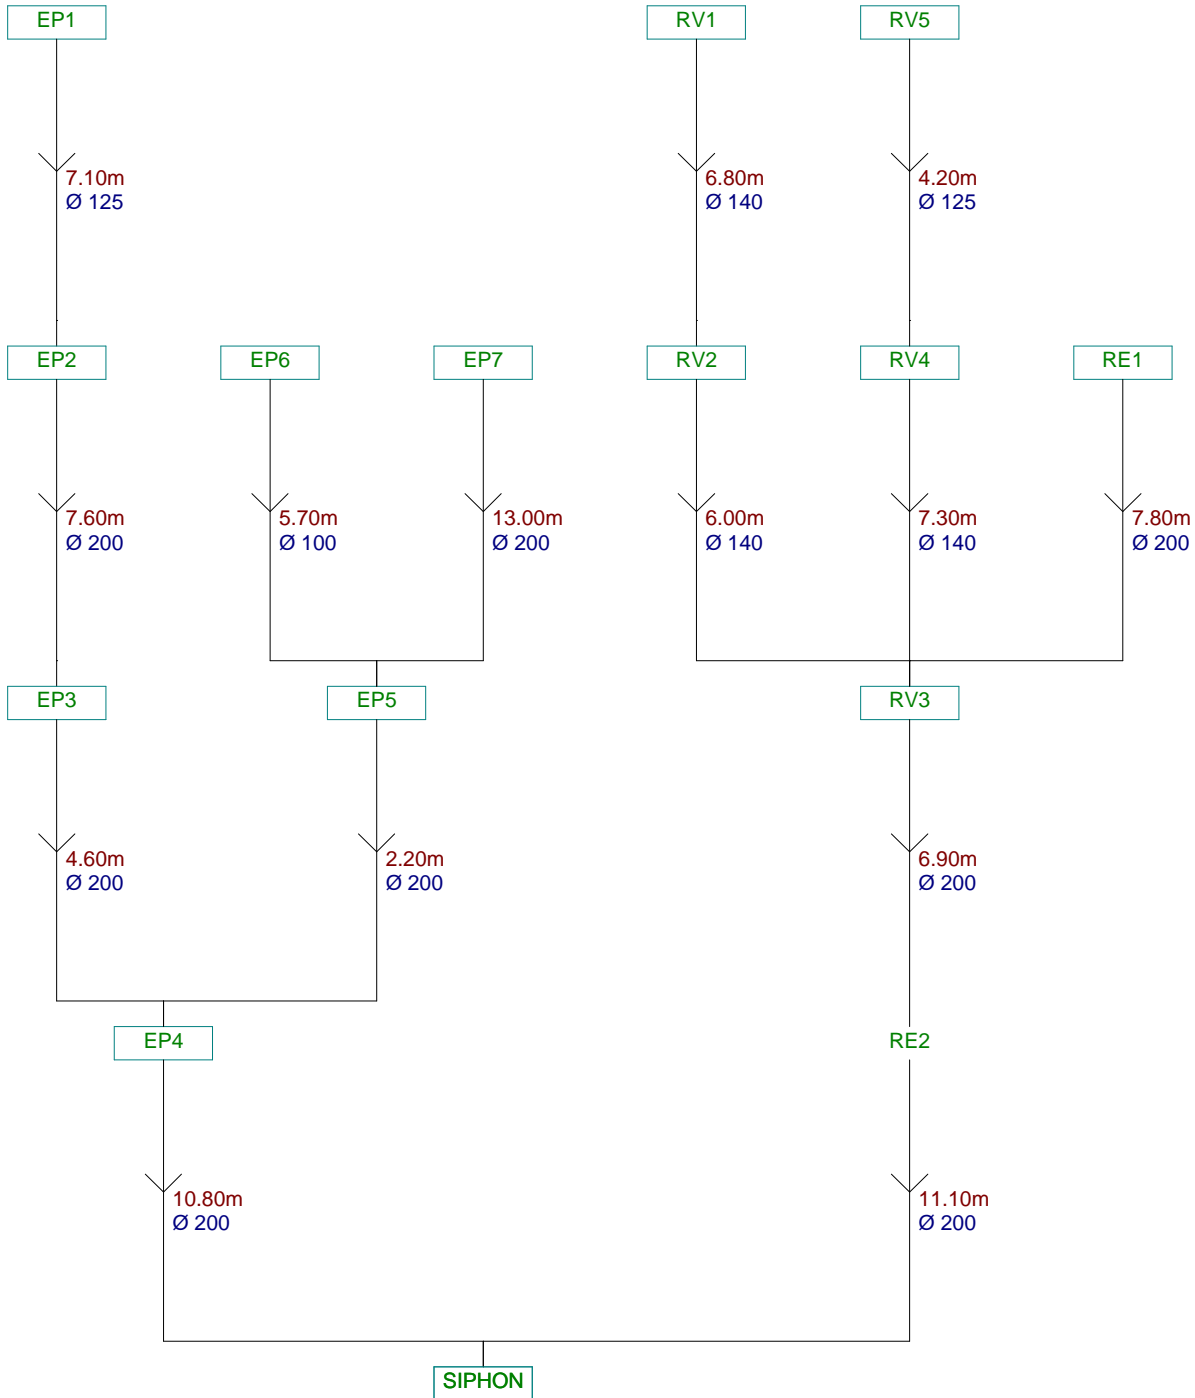 EP1
RV1
RV5
7.10m
Ø 125
6.80m
Ø 140
4.20m
Ø 125
EP2
EP6
EP7
RV2
RV4
RE1
7.60m
Ø 200
5.70m
Ø 100
13.00m
Ø 200
6.00m
Ø 140
7.30m
Ø 140
7.80m
Ø 200
EP3
EP5
RV3
4.60m
Ø 200
2.20m
Ø 200
6.90m
Ø 200
EP4
RE2
10.80m
Ø 200
11.10m
Ø 200
SIPHON